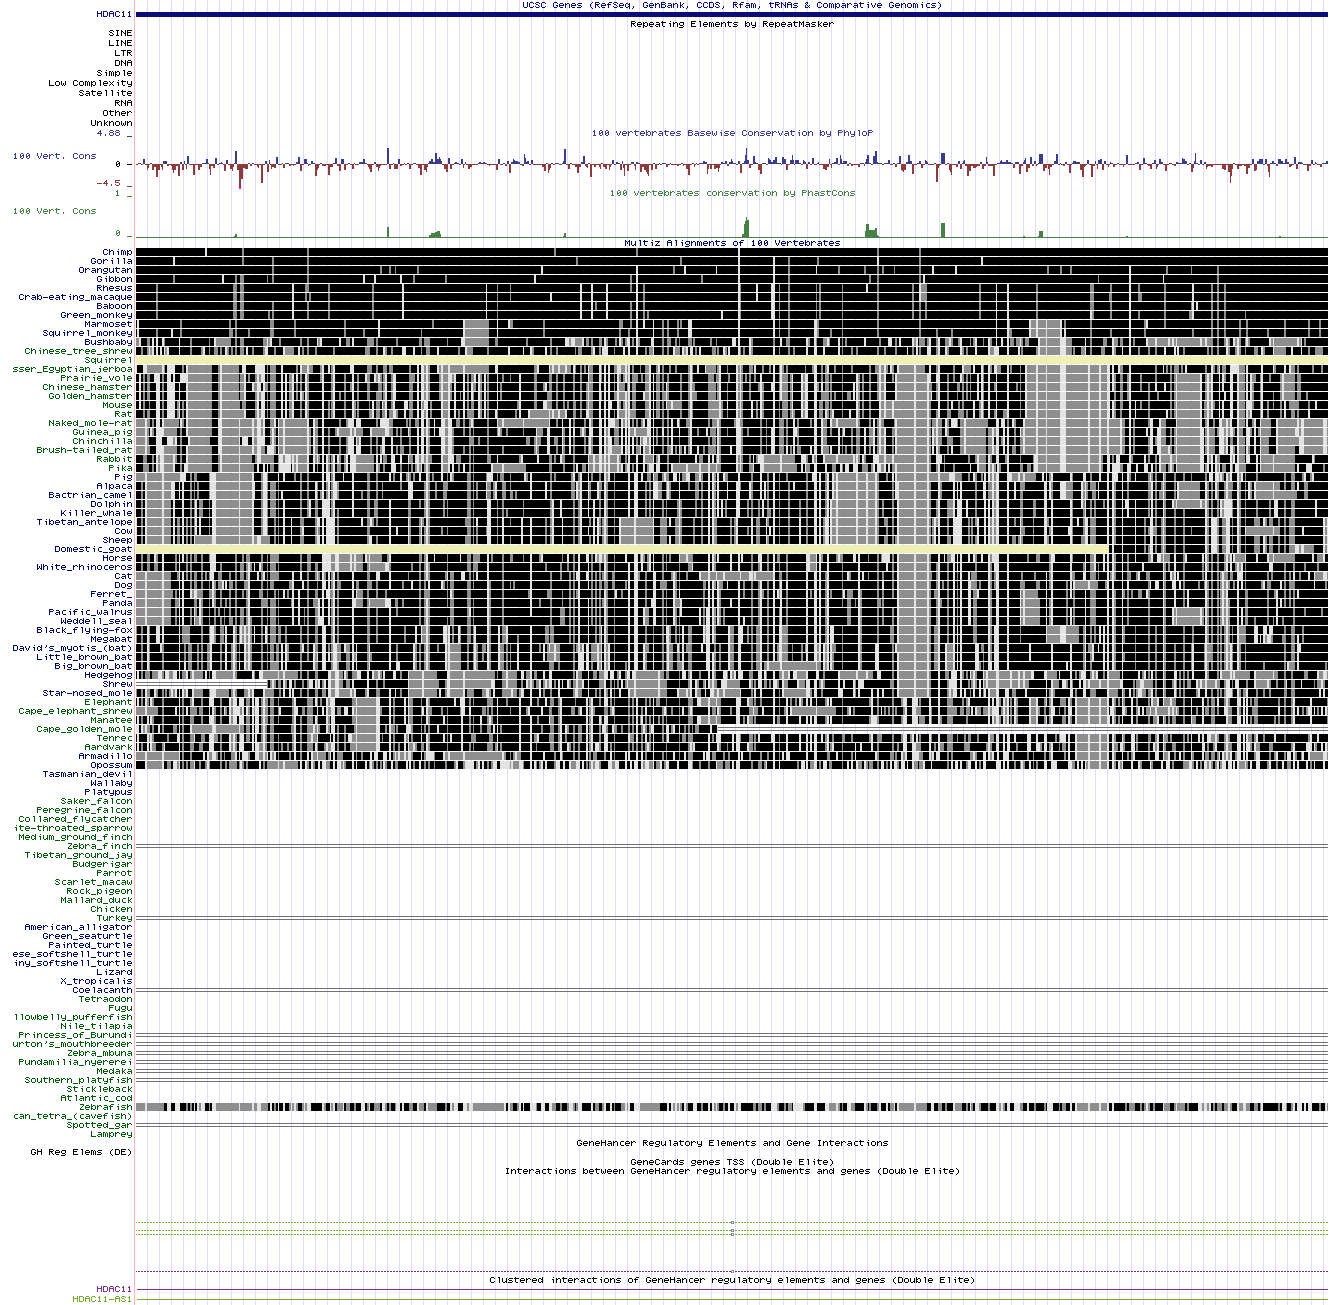 UCSC Genes (RefSeq, GenBank, CCDS, Rfam, tRNAs & Comparative Genomics)
HDAC11
Repeating Elements by RepeatMasker
SINE
LINE
LTR
DNA
Simple
Low Complexity
Satellite
RNA
Other
Unknown
4.88 _
100 vertebrates Basewise Conservation by PhyloP
100 Vert. Cons
0 _
-4.5 _
100 vertebrates conservation by PhastCons
1 _
100 Vert. Cons
0 _
Multiz Alignments of 100 Vertebrates
Chimp
Gorilla
Orangutan
Gibbon
Rhesus
Crab-eating_macaque
Baboon
Green_monkey
Marmoset
Squirrel_monkey
Bushbaby
Chinese_tree_shrew
Squirrel
sser_Egyptian_jerboa
Prairie_vole
Chinese_hamster
Golden_hamster
Mouse
Rat
Naked_mole-rat
Guinea_pig
Chinchilla
Brush-tailed_rat
Rabbit
Pika
Pig
Alpaca
Bactrian_camel
Dolphin
Killer_whale
Tibetan_antelope
Cow
Sheep
Domestic_goat
Horse
White_rhinoceros
Cat
Dog
Ferret_
Panda
Pacific_walrus
Weddell_seal
Black_flying-fox
Megabat
David's_myotis_(bat)
Little_brown_bat
Big_brown_bat
Hedgehog
Shrew
Star-nosed_mole
Elephant
Cape_elephant_shrew
Manatee
Cape_golden_mole
Tenrec
Aardvark
Armadillo
Opossum
Tasmanian_devil
Wallaby
Platypus
Saker_falcon
Peregrine_falcon
Collared_flycatcher
ite-throated_sparrow
Medium_ground_finch
Zebra_finch
Tibetan_ground_jay
Budgerigar
Parrot
Scarlet_macaw
Rock_pigeon
Mallard_duck
Chicken
Turkey
American_alligator
Green_seaturtle
Painted_turtle
ese_softshell_turtle
iny_softshell_turtle
Lizard
X_tropicalis
Coelacanth
Tetraodon
Fugu
llowbelly_pufferfish
Nile_tilapia
Princess_of_Burundi
urton's_mouthbreeder
Zebra_mbuna
Pundamilia_nyererei
Medaka
Southern_platyfish
Stickleback
Atlantic_cod
Zebrafish
can_tetra_(cavefish)
Spotted_gar
Lamprey
GeneHancer Regulatory Elements and Gene Interactions
GH Reg Elems (DE)
GeneCards genes TSS (Double Elite)
Interactions between GeneHancer regulatory elements and genes (Double Elite)
Clustered interactions of GeneHancer regulatory elements and genes (Double Elite)
HDAC11
HDAC11-AS1